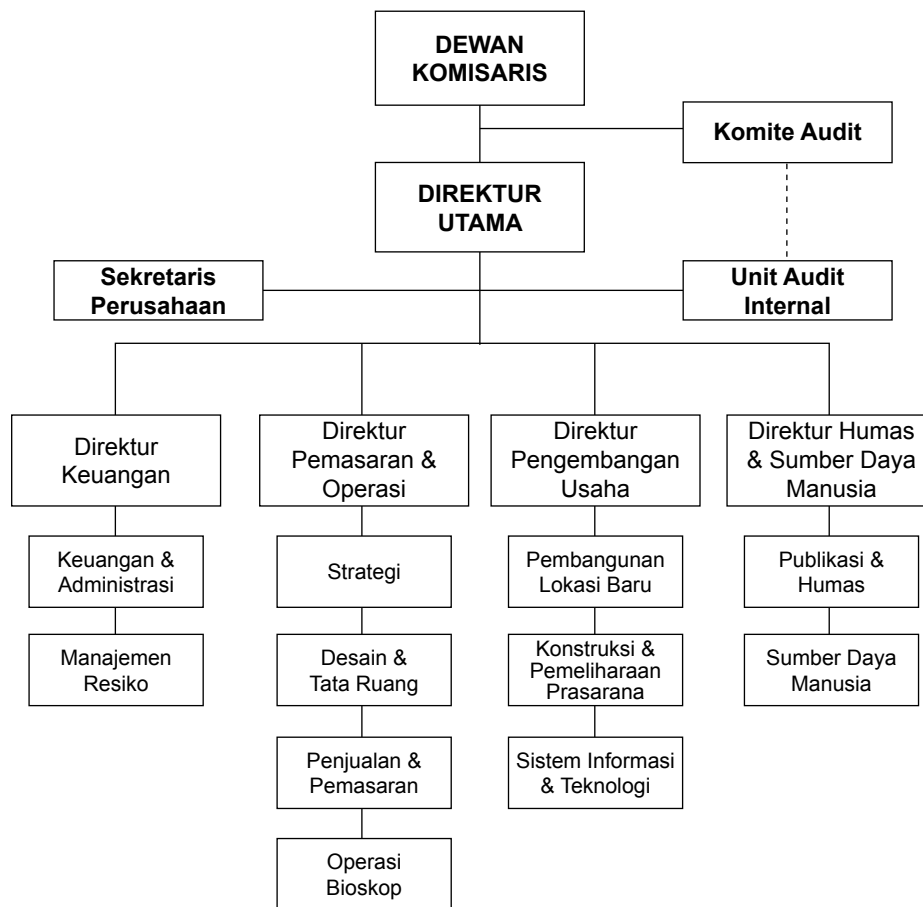 DEWAN
KOMISARIS
Komite Audit
DIREKTUR
UTAMA
Sekretaris
Perusahaan
Unit Audit
Internal
Direktur
Keuangan
Direktur
Pemasaran &
Operasi
Direktur
Pengembangan
Usaha
Direktur Humas
& Sumber Daya
Manusia
Keuangan &
Administrasi
Strategi
Pembangunan
Lokasi Baru
Publikasi &
Humas
Manajemen
Resiko
Desain &
Tata Ruang
Konstruksi &
Pemeliharaan
Prasarana
Sumber Daya
Manusia
Penjualan &
Pemasaran
Sistem Informasi
& Teknologi
Operasi
Bioskop